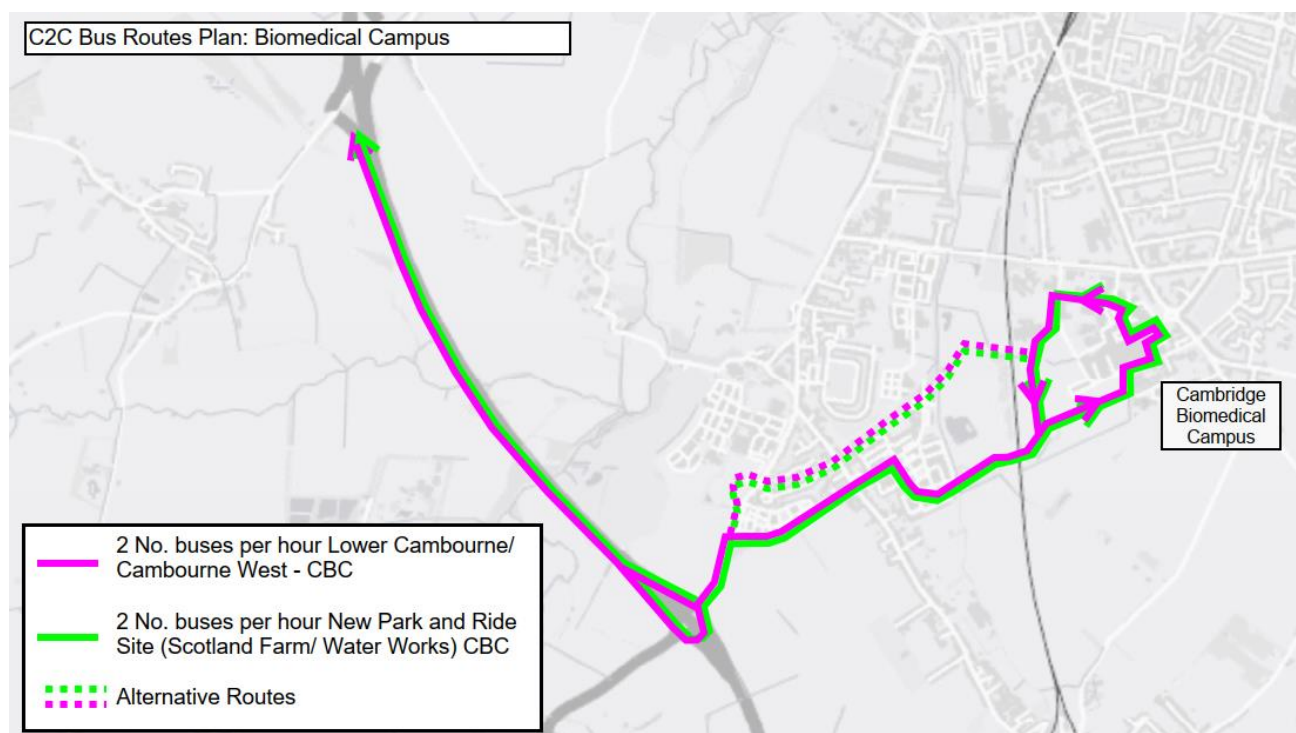 C2C Bus Routes Plan: Biomedical Campus
Cambridge
Biomedical
Campus
2 No. buses per hour Lower Cambourne/
Cambourne West - CBC
2 No. buses per hour New Park and Ride
Site (Scotland Farm/ Water Works) CBC
Alternative Routes